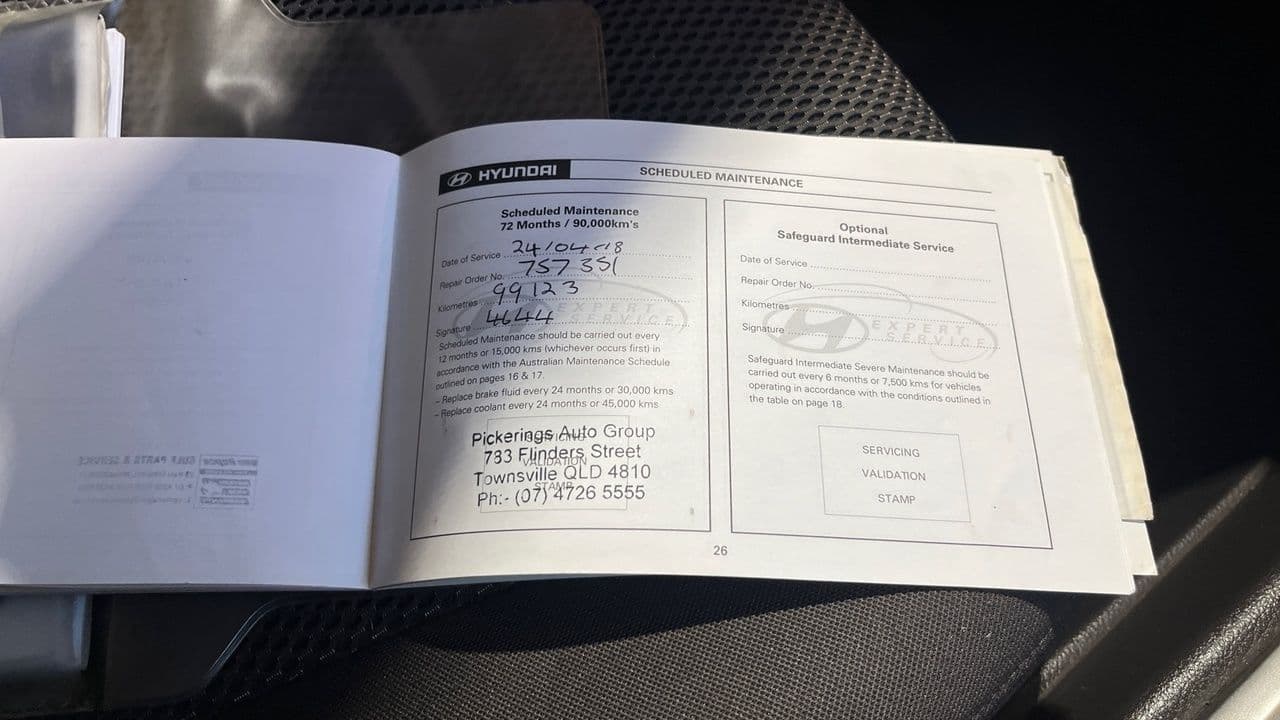 HYUNDAI
SCHEDULED MAINTENANCE
Scheduled Maintenance
72 Months / 90,000km's
Date of Service 24/04-18
Repair Order No. 757351
Kilometres 99123
Signature 4644
EXPERT
SERVICE
Scheduled Maintenance should be carried out every
12 months or 15,000 kms (whichever occurs first) in
accordance with the Australian Maintenance Schedule
outlined on pages 16 & 17.
– Replace brake fluid every 24 months or 30,000 kms
– Replace coolant every 24 months or 45,000 kms
SERVICING
VALIDATION
STAMP
Pickerings Auto Group
783 Flinders Street
Townsville QLD 4810
Ph:- (07) 4726 5555
Optional
Safeguard Intermediate Service
Date of Service
Repair Order No.
Kilometres
Signature
EXPERT
SERVICE
Safeguard Intermediate Severe Maintenance should be
carried out every 6 months or 7,500 kms for vehicles
operating in accordance with the conditions outlined in
the table on page 18.
SERVICING
VALIDATION
STAMP
26